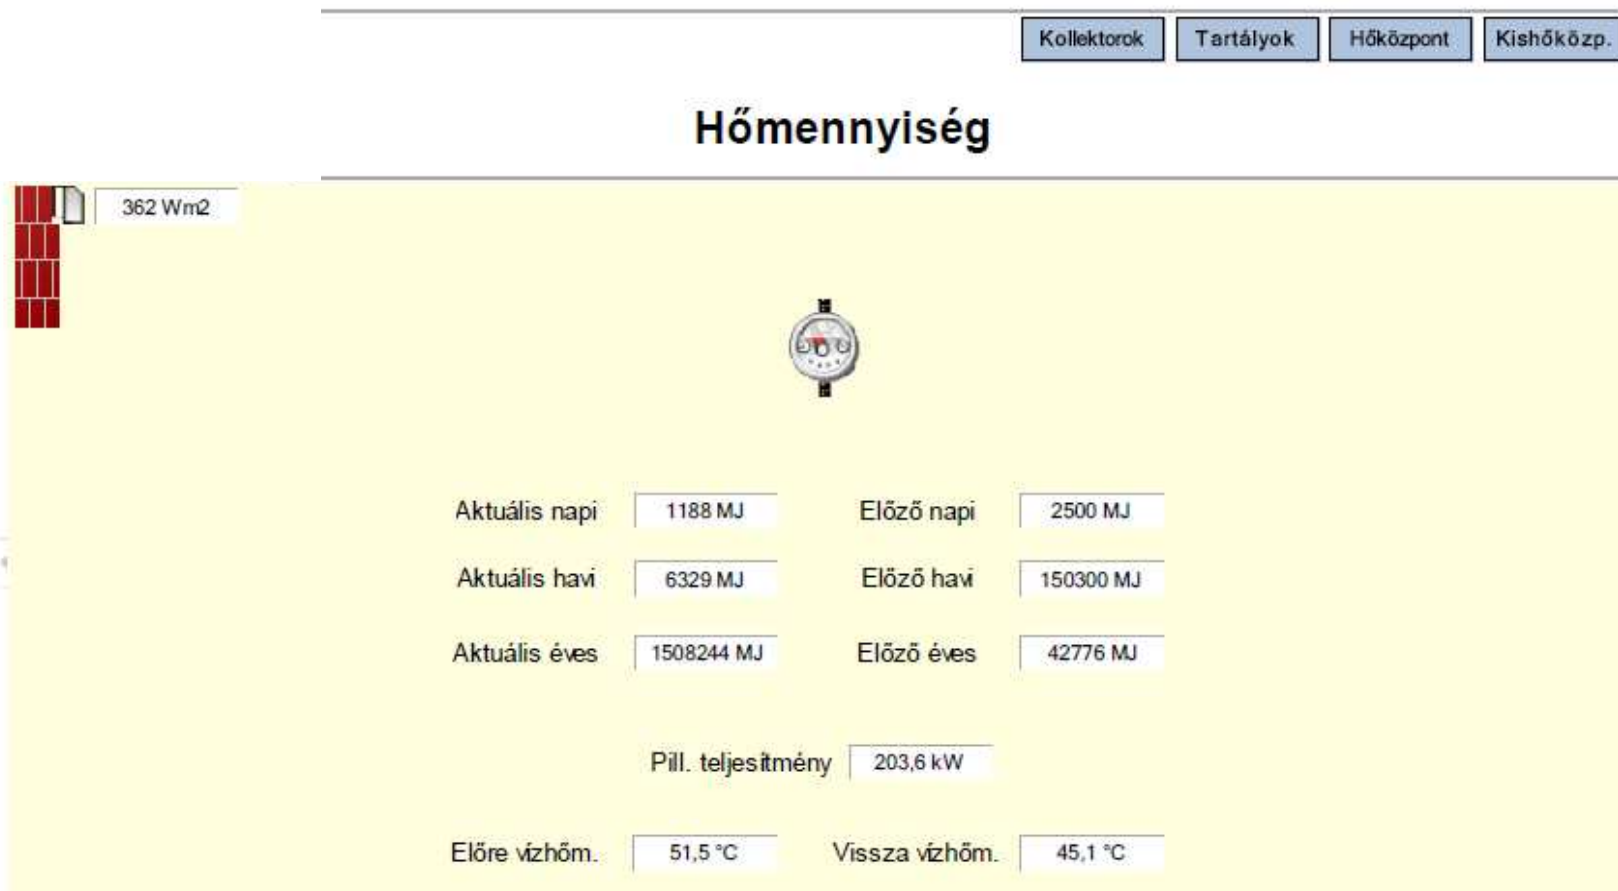 Kollektorok Tartályok Hőközpont Kishőközp.
Hőmennyiség
362 Wm2
Aktuális napi 1188 MJ Előző napi 2500 MJ
Aktuális havi 6329 MJ Előző havi 150300 MJ
Aktuális éves 1508244 MJ Előző éves 42776 MJ
Pill. teljesítmény 203,6 kW
Előre vízhőm. 51,5 °C Vissza vízhőm. 45,1 °C